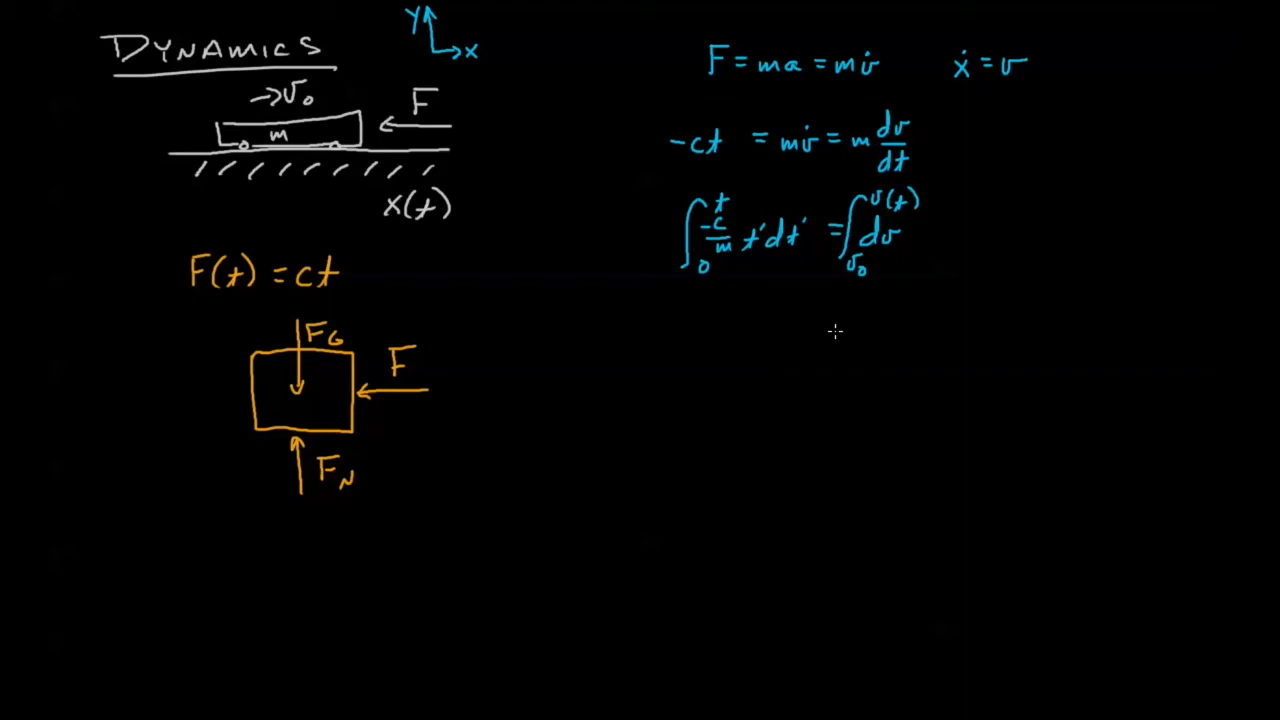 DYNAMICS
Y
X
→v₀
F
m
x(t)
F(t) = ct
F_G
F
F_N
F = ma = mv̇
ẋ = v
-ct = mv̇ = m dv/dt
∫₀ᵗ -c/m t' dt' = ∫_{v₀}^{v(t)} dv